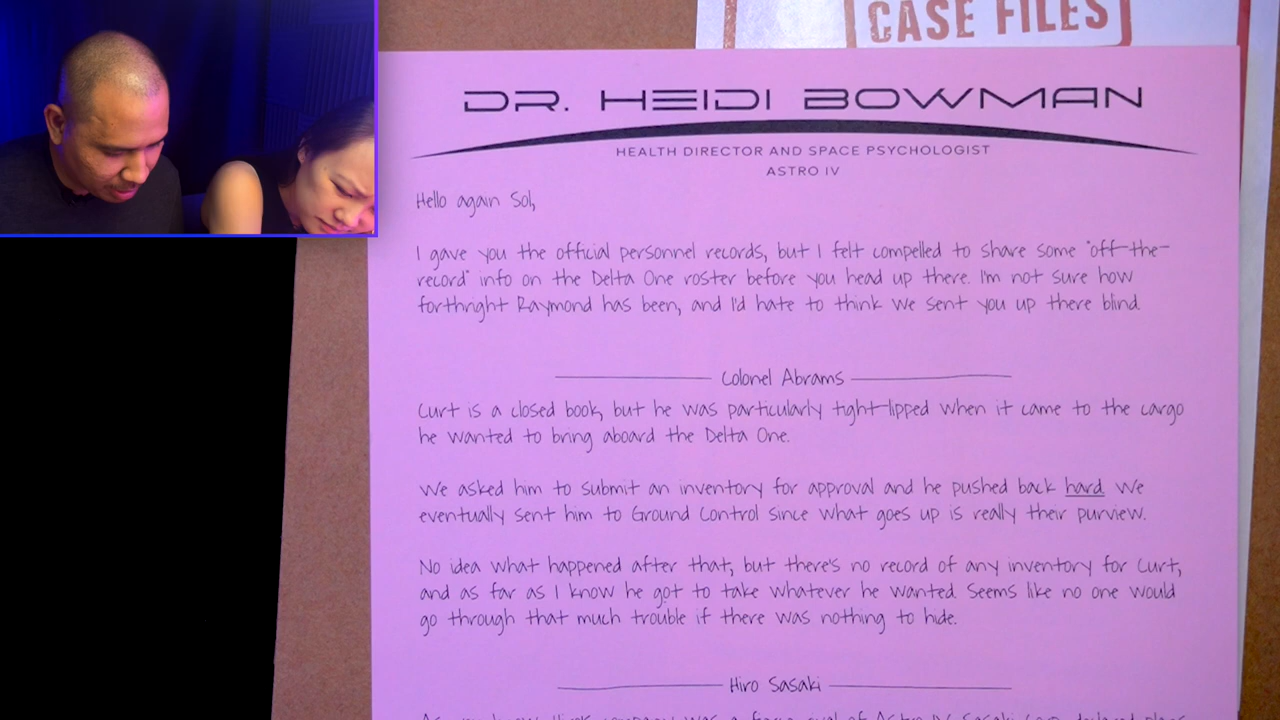 CASE FILES
DR. HEIDI BOWMAN
HEALTH DIRECTOR AND SPACE PSYCHOLOGIST
ASTRO IV
Hello again Sol,
I gave you the official personnel records, but I felt compelled to share some "off-the-
record" info on the Delta One roster before you head up there. I'm not sure how
forthright Raymond has been, and I'd hate to think we sent you up there blind.
Colonel Abrams
Curt is a closed book, but he was particularly tight-lipped when it came to the cargo
he wanted to bring aboard the Delta One.
We asked him to submit an inventory for approval and he pushed back hard. We
eventually sent him to Ground Control since what goes up is really their purview.
No idea what happened after that, but there's no record of any inventory for Curt,
and as far as I know he got to take whatever he wanted. Seems like no one would
go through that much trouble if there was nothing to hide.
Hiro Sasaki